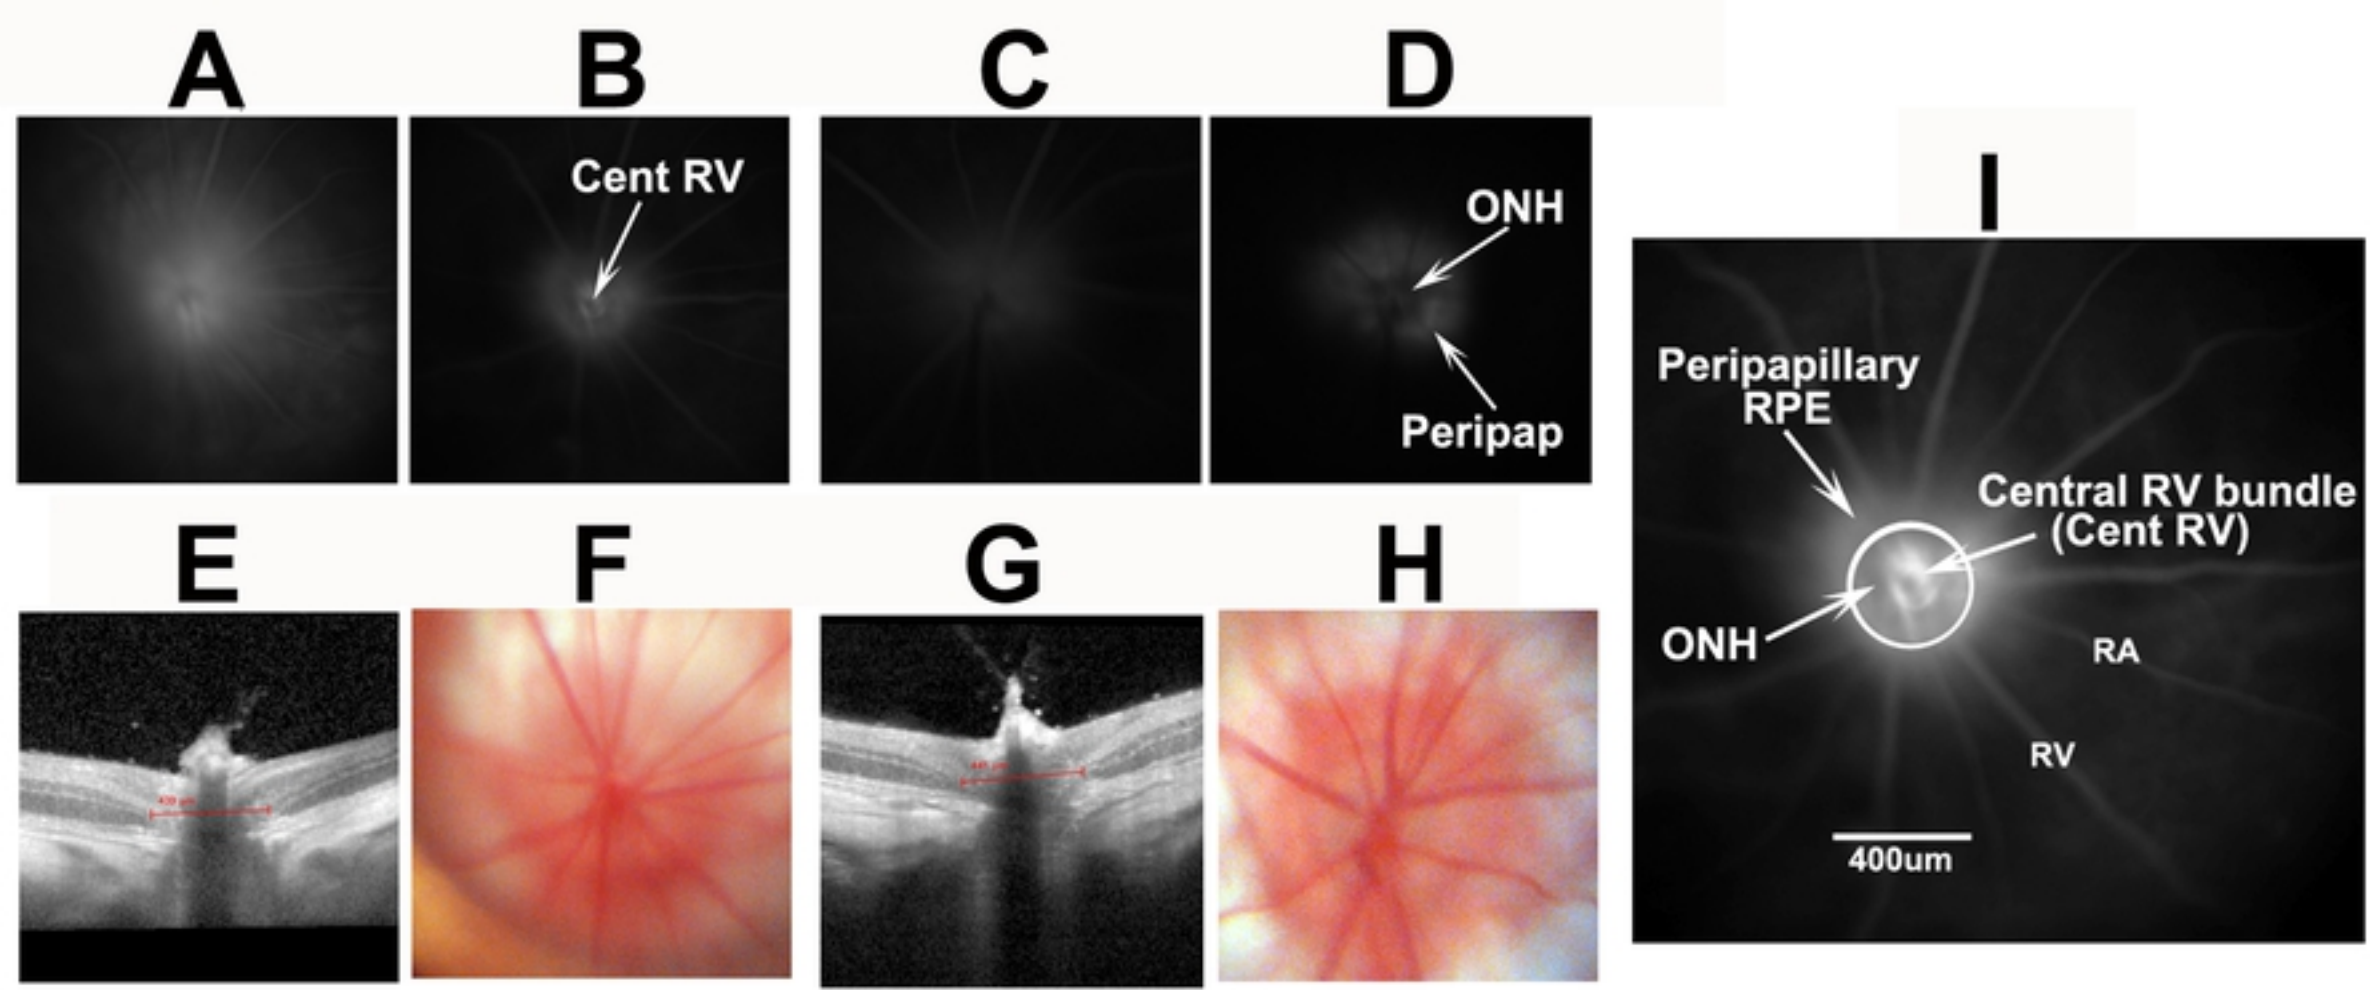 A
B
C
D
Cent RV
ONH
Peripap
E
F
G
H
I
Peripapillary
RPE
Central RV bundle
(Cent RV)
ONH
RA
RV
400um